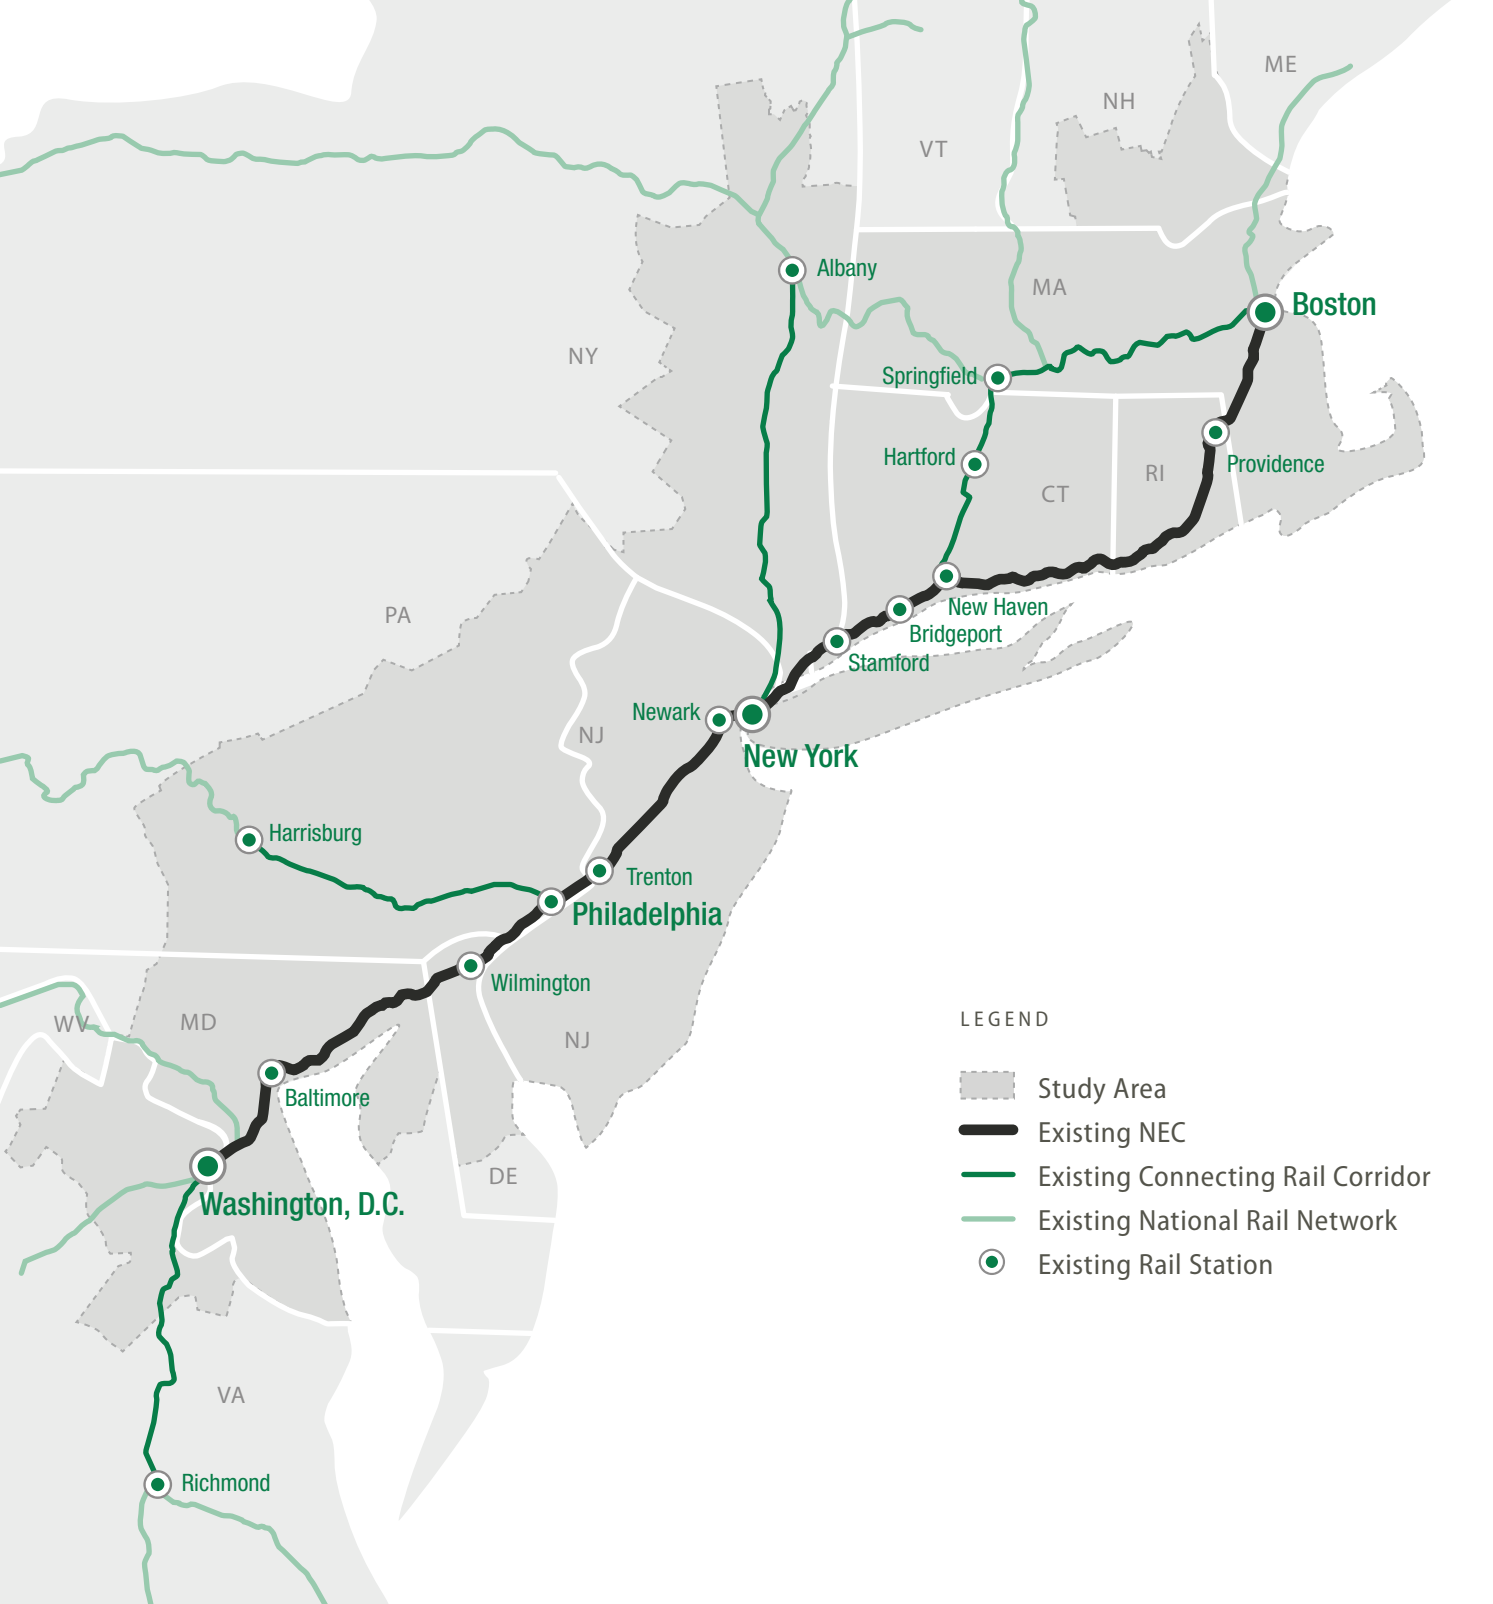 ME
NH
VT
Albany
MA
Boston
NY
Springfield
Hartford
Providence
RI
CT
New Haven
PA
Bridgeport
Stamford
Newark
NJ
New York
Harrisburg
Trenton
Philadelphia
Wilmington
WV
MD
NJ
Baltimore
DE
Washington, D.C.
VA
Richmond
LEGEND
Study Area
Existing NEC
Existing Connecting Rail Corridor
Existing National Rail Network
Existing Rail Station